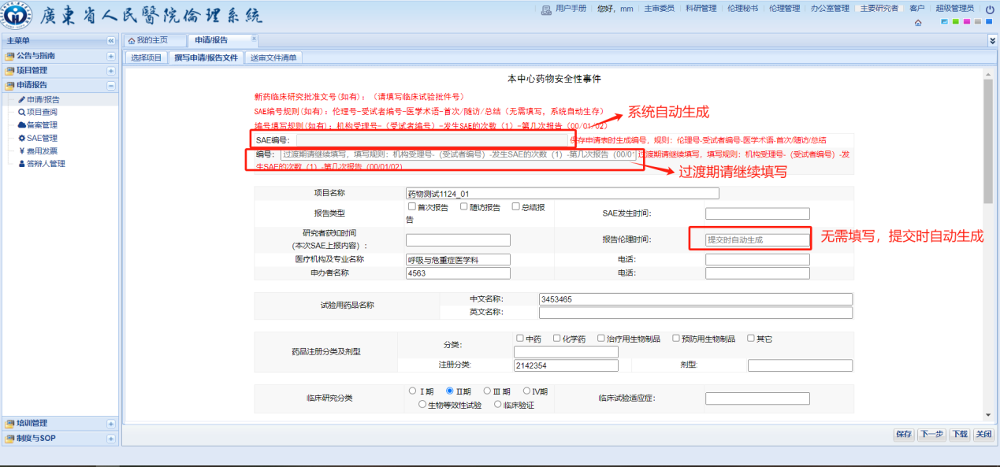 廣東省人民醫院倫理系統
用户手册 您好，mm 主审委员 科研管理 伦理秘书 伦理管理 办公室管理 主要研究者 客户 超级管理员
主菜单
我的主页 申请/报告
公告与指南
选择项目 撰写申请/报告文件 送审文件清单
项目管理
申请报告
申请/报告
项目查阅
备案管理
SAE管理
费用发票
答辩人管理
本中心药物安全性事件
新药临床研究批准文号(如有)：（请填写临床试验批件号）
SAE编号规则(如有)：伦理号-受试者编号-医学术语-首次/随访/总结（无需填写，系统自动生存）
系统自动生成
编号填写规则(如有)：机构受理号-（受试者编号）-发生SAE的次数（1）-第几次报告（00/01/02）
SAE编号： 保存申请表时生成编号，规则：伦理号-受试者编号-医学术语-首次/随访/总结
编号： 过渡期请继续填写，填写规则：机构受理号-（受试者编号）-发生SAE的次数（1）-第几次报告（00/01 过渡期请继续填写，填写规则：机构受理号-（受试者编号）-发
生SAE的次数（1）-第几次报告（00/01/02）
过渡期请继续填写
项目名称 药物测试1124_01
报告类型 首次报告 随访报告 总结报
告
SAE发生时间：
研究者获知时间
(本次SAE上报内容）：
报告伦理时间： 提交时自动生成
无需填写，提交时自动生成
医疗机构及专业名称 呼吸与危重症医学科 电话：
申办者名称 4563 电话：
试验用药品名称
中文名称： 3453465
英文名称：
药品注册分类及剂型
分类： 中药 化学药 治疗用生物制品 预防用生物制品 其它
注册分类： 2142354 剂型：
临床研究分类
I 期 II期 III 期 IV期
生物等效性试验 临床验证
临床试验适应症：
培训管理
制度与SOP
保存 下一步 下载 关闭